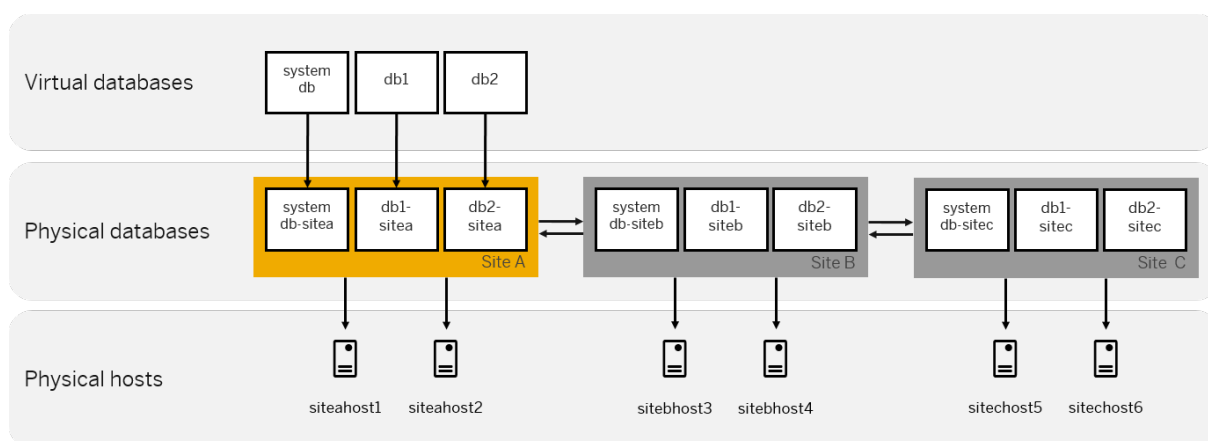 Virtual databases
system
db
db1
db2
Physical databases
system
db-sitea
db1-
sitea
db2-
sitea
Site A
system
db-siteb
db1-
siteb
db2-
siteb
Site B
system
db-sitec
db1-
sitec
db2-
sitec
Site C
Physical hosts
siteahost1
siteahost2
sitebhost3
sitebhost4
sitechost5
sitechost6